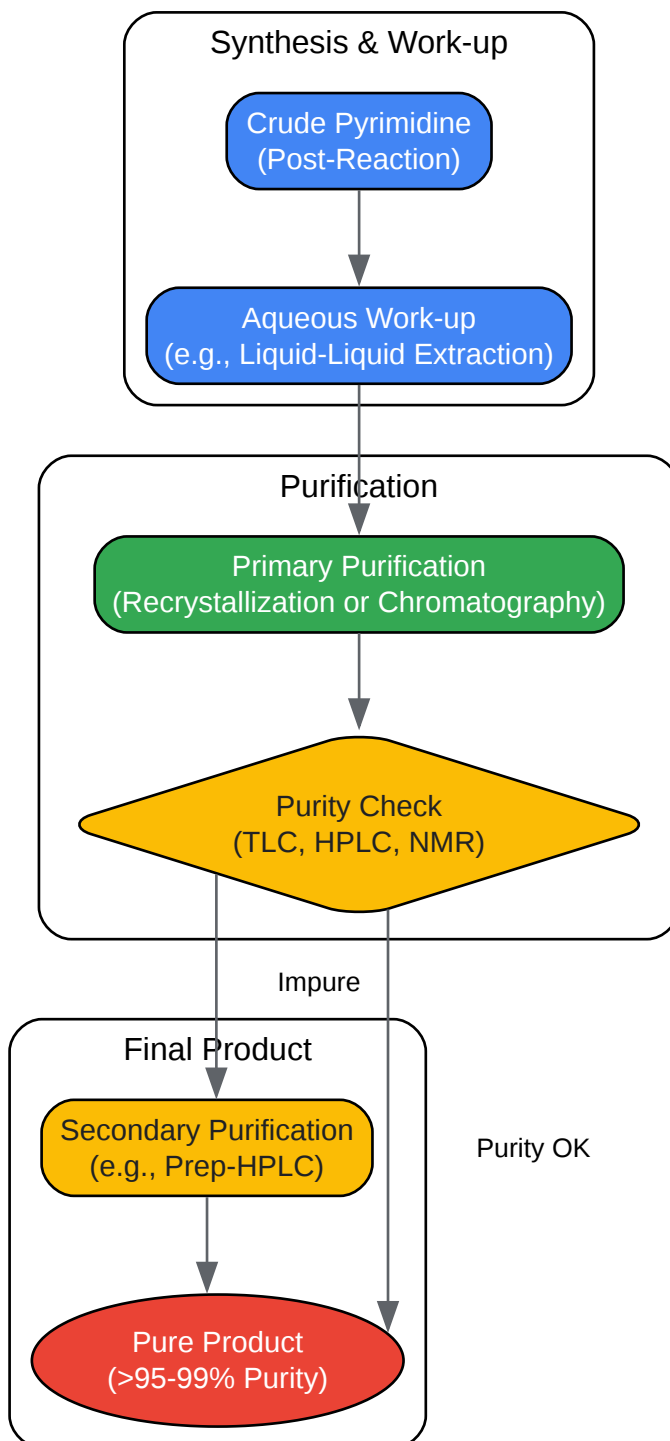 Synthesis & Work-up
Crude Pyrimidine
(Post-Reaction)
Aqueous Work-up
(e.g., Liquid-Liquid Extraction)
Purification
Primary Purification
(Recrystallization or Chromatography)
Purity Check
(TLC, HPLC, NMR)
Impure
Final Product
Secondary Purification
(e.g., Prep-HPLC)
Purity OK
Pure Product
(>95-99% Purity)